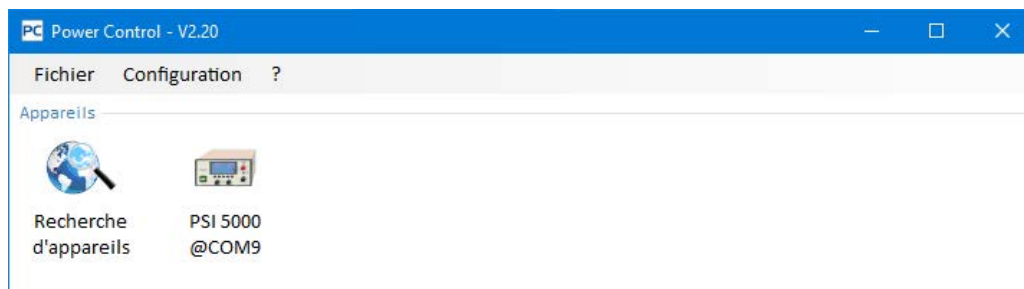 PC Power Control - V2.20
Fichier Configuration ?
Appareils
Recherche d'appareils
PSI 5000 @COM9